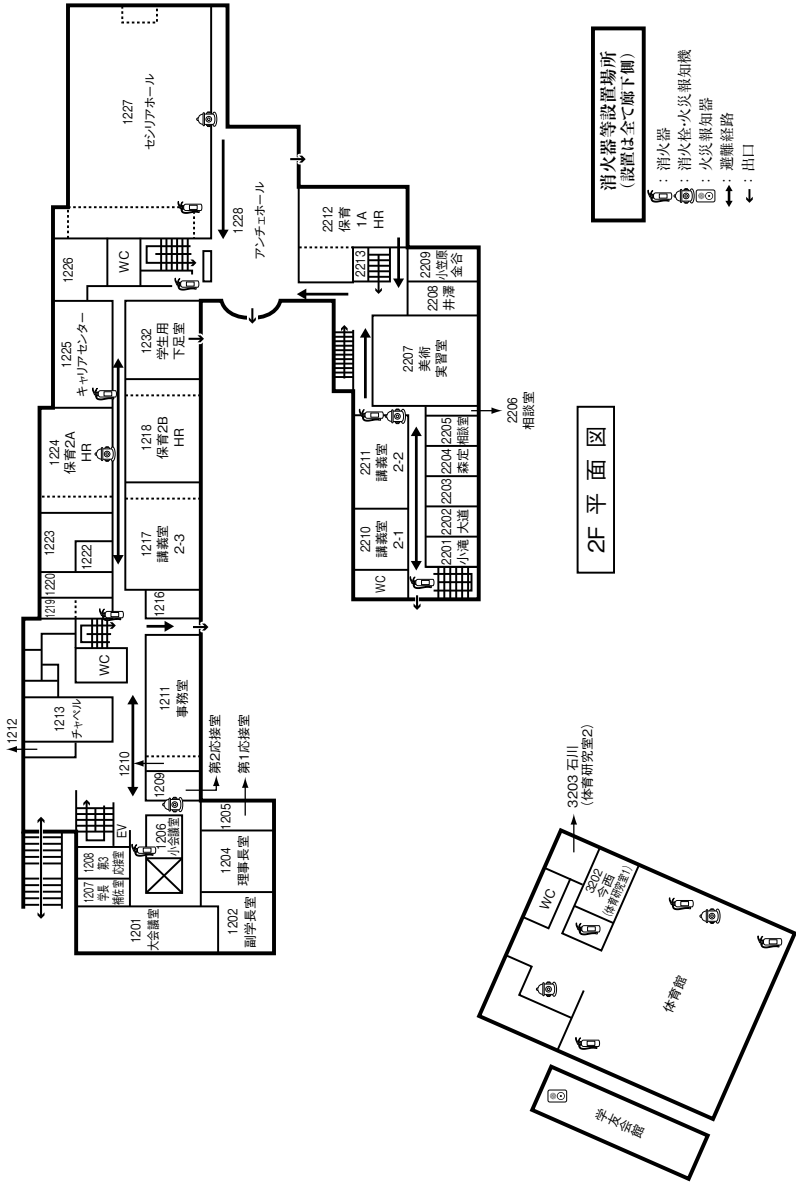 消火器等設置場所
（設置は全て廊下側）
：消火器
：消火栓・火災報知機
：火災報知器
：避難経路
：出口
2F 平 面 図
1227
セシリアホール
1228
アンチェホール
1226
WC
1225
キャリアセンター
1232
学生用
下足室
1224
保育2A
HR
1218
保育2B
HR
1223
1222
1217
講義室
2-3
1220
1219
1216
WC
1213
チャペル
1212
1211
事務室
1210
1209
第2応接室
第1応接室
EV
1208
第3
応接室
1207
学長
補佐室
1206
小会議室
1205
1204
理事長室
1201
大会議室
1202
副学長室
2212
保育
1A
HR
2213
2209
小笠原
金谷
2208
井澤
2207
美術
実習室
2206
相談室
2211
講義室
2-2
2205
相談室
2204
森定
2203
2210
講義室
2-1
2202
大道
2201
小滝
WC
3203 石川
（体育研究室2）
3202
今西
（体育研究室1）
WC
体育館
学友会館